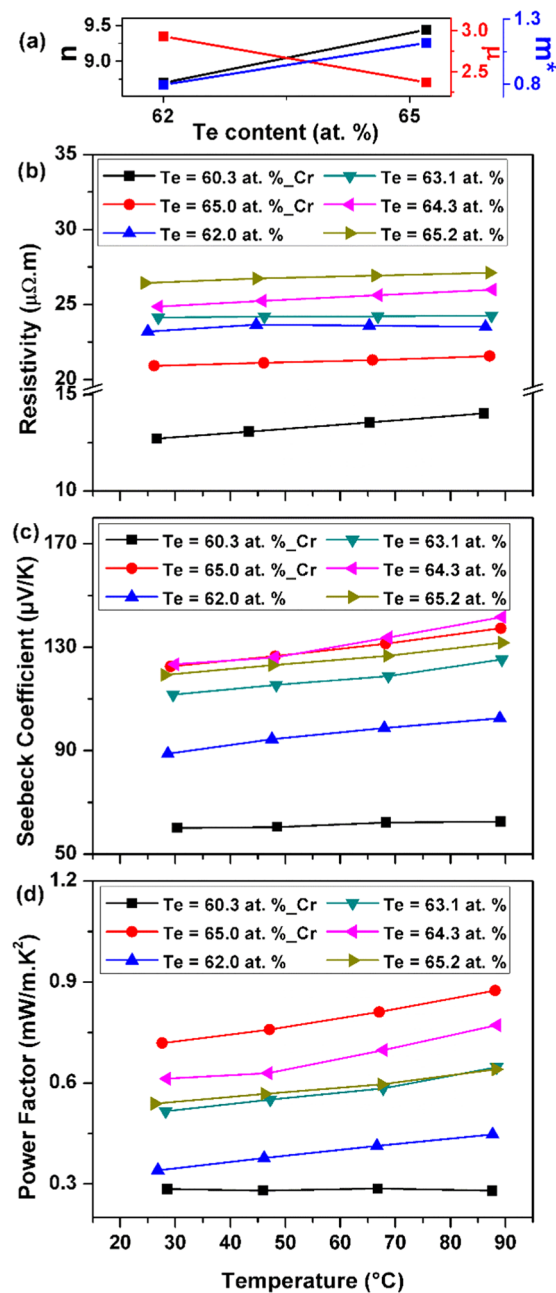 (a)
9.5
9.0
n
3.0
2.7
2.4
μ
1.3
0.8
m*
62
65
Te content (at. %)
(b)
35
30
25
20
15
10
Resistivity (μΩ.m)
Te = 60.3 at. %_Cr
Te = 65.0 at. %_Cr
Te = 62.0 at. %
Te = 63.1 at. %
Te = 64.3 at. %
Te = 65.2 at. %
(c)
170
130
90
50
Seebeck Coefficient (μV/K)
Te = 60.3 at. %_Cr
Te = 65.0 at. %_Cr
Te = 62.0 at. %
Te = 63.1 at. %
Te = 64.3 at. %
Te = 65.2 at. %
(d)
1.2
0.9
0.6
0.3
Power Factor (mW/m.K²)
Te = 60.3 at. %_Cr
Te = 65.0 at. %_Cr
Te = 62.0 at. %
Te = 63.1 at. %
Te = 64.3 at. %
Te = 65.2 at. %
20 30 40 50 60 70 80 90
Temperature (°C)